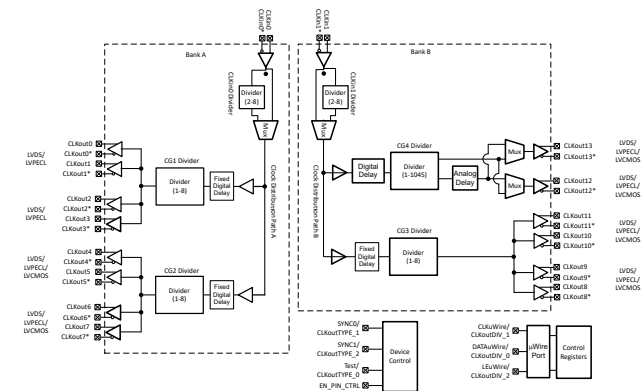 CLKin0*
CLKin0
CLKin1*
CLKin1
Bank A
Bank B
CLKin0 Divider
Divider
(2-8)
Mux
CLKin1 Divider
Divider
(2-8)
Mux
LVDS/
LVPECL
CLKout0
CLKout0*
CLKout1
CLKout1*
LVDS/
LVPECL
CLKout2
CLKout2*
CLKout3
CLKout3*
CG1 Divider
Divider
(1-8)
Fixed
Digital
Delay
Clock Distribution Path A
LVDS/
LVPECL/
LVCMOS
CLKout4
CLKout4*
CLKout5
CLKout5*
LVDS/
LVPECL/
LVCMOS
CLKout6
CLKout6*
CLKout7
CLKout7*
CG2 Divider
Divider
(1-8)
Fixed
Digital
Delay
Clock Distribution Path B
Digital
Delay
CG4 Divider
Divider
(1-1045)
Analog
Delay
Mux
Mux
CLKout13
CLKout13*
LVDS/
LVPECL/
LVCMOS
CLKout12
CLKout12*
LVDS/
LVPECL/
LVCMOS
Fixed
Digital
Delay
CG3 Divider
Divider
(1-8)
CLKout11
CLKout11*
CLKout10
CLKout10*
LVDS/
LVPECL/
LVCMOS
CLKout9
CLKout9*
CLKout8
CLKout8*
LVDS/
LVPECL/
LVCMOS
SYNC0/
CLKoutTYPE_1
SYNC1/
CLKoutTYPE_2
Test/
CLKoutTYPE_0
EN_PIN_CTRL
Device
Control
CLKuWire/
CLKoutDIV_1
DATAuWire/
CLKoutDIV_0
LEuWire/
CLKoutDIV_2
µWire
Port
Control
Registers